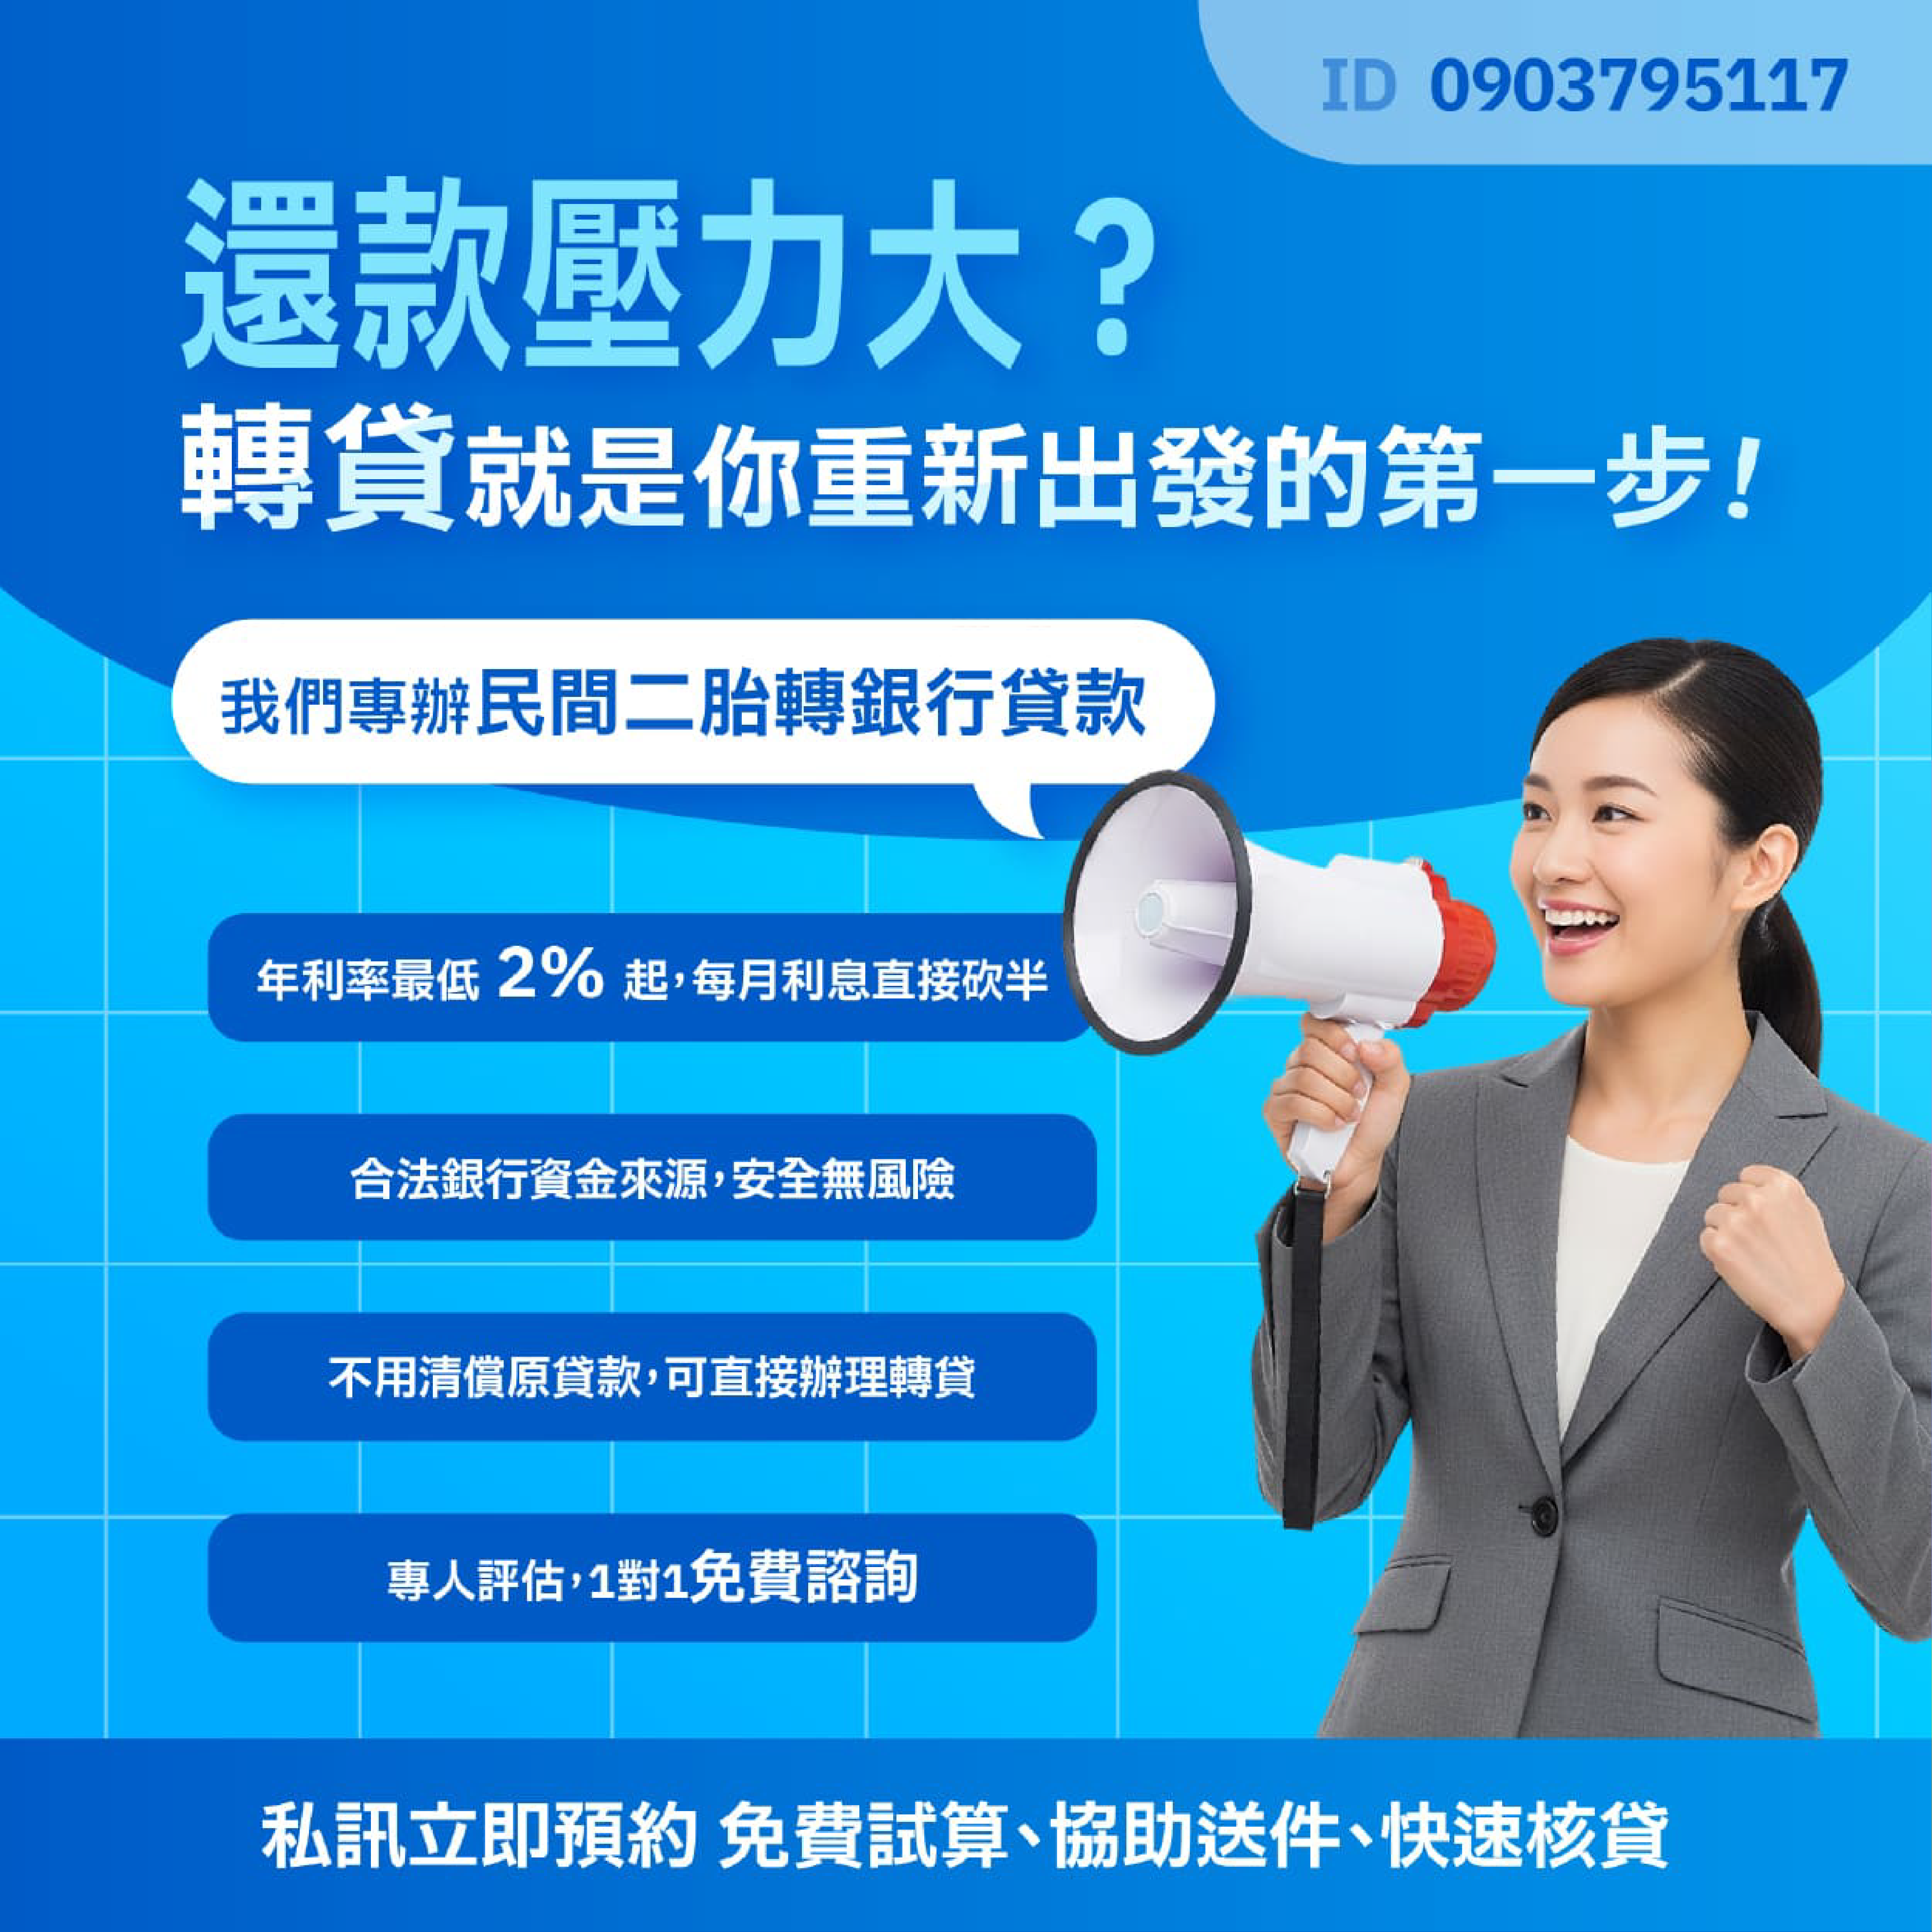 ID 0903795117
還款壓力大？
轉貸就是你重新出發的第一步！
我們專辦民間二胎轉銀行貸款
年利率最低 2% 起，每月利息直接砍半
合法銀行資金來源，安全無風險
不用清償原貸款，可直接辦理轉貸
專人評估，1對1免費諮詢
私訊立即預約 免費試算、協助送件、快速核貸